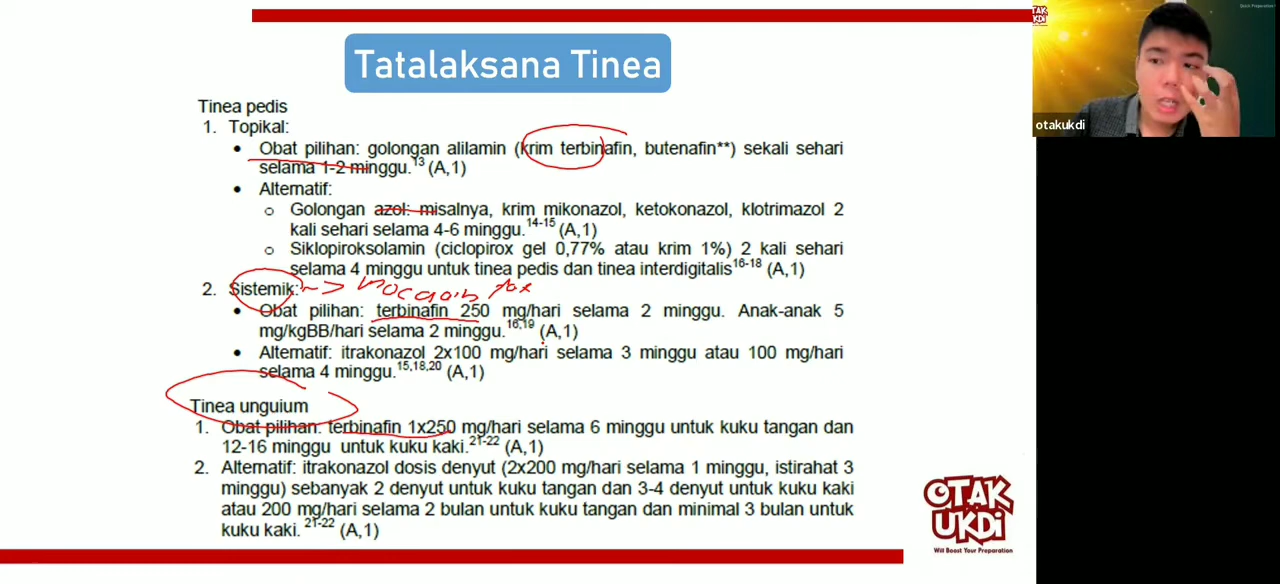 Tatalaksana Tinea
Tinea pedis
1. Topikal:
• Obat pilihan: golongan alilamin (krim terbinafin, butenafin**) sekali sehari
selama 1-2 minggu.13 (A,1)
• Alternatif:
o Golongan azol: misalnya, krim mikonazol, ketokonazol, klotrimazol 2
kali sehari selama 4-6 minggu.14-15 (A,1)
o Siklopiroksolamin (ciclopirox gel 0,77% atau krim 1%) 2 kali sehari
selama 4 minggu untuk tinea pedis dan tinea interdigitalis16-18 (A,1)
2. Sistemik:
• Obat pilihan: terbinafin 250 mg/hari selama 2 minggu. Anak-anak 5
mg/kgBB/hari selama 2 minggu.16,19 (A,1)
• Alternatif: itrakonazol 2x100 mg/hari selama 3 minggu atau 100 mg/hari
selama 4 minggu.15,18,20 (A,1)
Tinea unguium
1. Obat pilihan: terbinafin 1x250 mg/hari selama 6 minggu untuk kuku tangan dan
12-16 minggu untuk kuku kaki.21-22 (A,1)
2. Alternatif: itrakonazol dosis denyut (2x200 mg/hari selama 1 minggu, istirahat 3
minggu) sebanyak 2 denyut untuk kuku tangan dan 3-4 denyut untuk kuku kaki
atau 200 mg/hari selama 2 bulan untuk kuku tangan dan minimal 3 bulan untuk
kuku kaki. 21-22 (A,1)
otakukdi
OTAK
UKDi
Will Boost Your Preparation